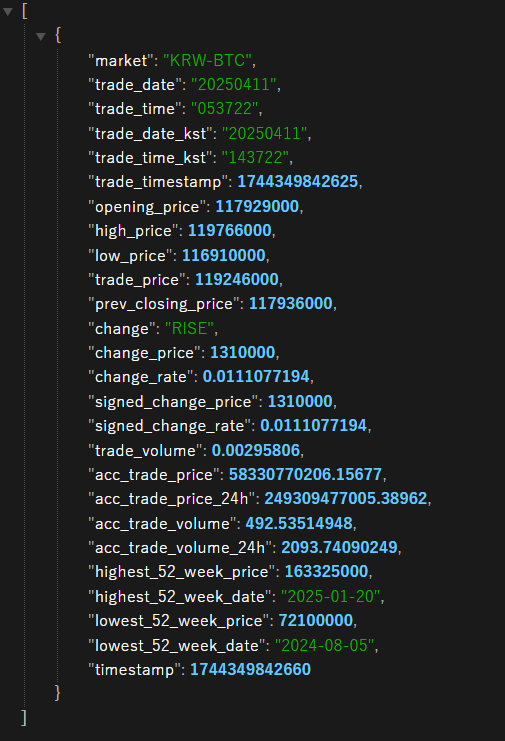 [
{
"market": "KRW-BTC",
"trade_date": "20250411",
"trade_time": "053722",
"trade_date_kst": "20250411",
"trade_time_kst": "143722",
"trade_timestamp": 1744349842625,
"opening_price": 117929000,
"high_price": 119766000,
"low_price": 116910000,
"trade_price": 119246000,
"prev_closing_price": 117936000,
"change": "RISE",
"change_price": 1310000,
"change_rate": 0.0111077194,
"signed_change_price": 1310000,
"signed_change_rate": 0.0111077194,
"trade_volume": 0.00295806,
"acc_trade_price": 58330770206.15677,
"acc_trade_price_24h": 249309477005.38962,
"acc_trade_volume": 492.53514948,
"acc_trade_volume_24h": 2093.74090249,
"highest_52_week_price": 163325000,
"highest_52_week_date": "2025-01-20",
"lowest_52_week_price": 72100000,
"lowest_52_week_date": "2024-08-05",
"timestamp": 1744349842660
}
]